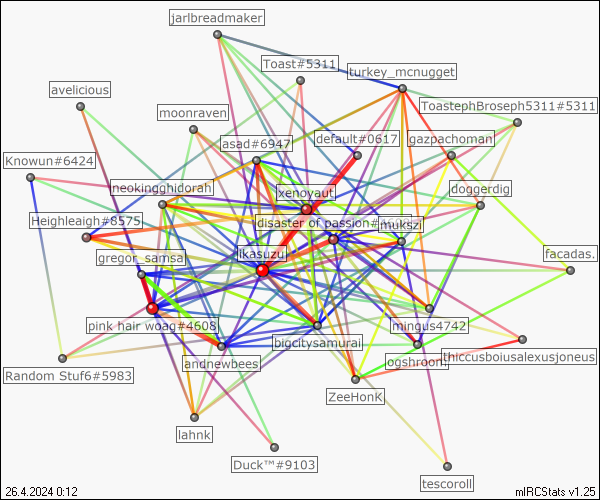 jarlbreadmaker
Toast#5311
turkey_mcnugget
avelicious
ToastephBroseph5311#5311
moonraven
asad#6947
default#0617
gazpachoman
Knowun#6424
neokingghidorah
xenoyaut
doggerdig
Heighleaigh#8575
disaster of passion#
mukszi
gregor_samsa
ikasuzu
facadas.
pink hair woag#4608
mingus4742
bigcitysamurai
andnewbees
ogshroont
thiccusboiusalexusjoneus
Random Stuf6#5983
ZeeHonk
lahnk
Duck™#9103
tescoroll
26.4.2024 0:12
mIRCStats v1.25